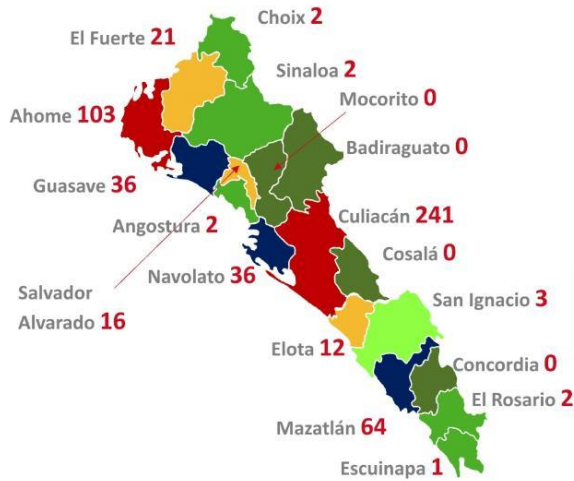 Choix 2
El Fuerte 21
Sinaloa 2
Mocorito 0
Ahome 103
Badiraguato 0
Guasave 36
Culiacán 241
Angostura 2
Cosalá 0
Navolato 36
Salvador
Alvarado 16
San Ignacio 3
Elota 12
Concordia 0
El Rosario 2
Mazatlán 64
Escuinapa 1